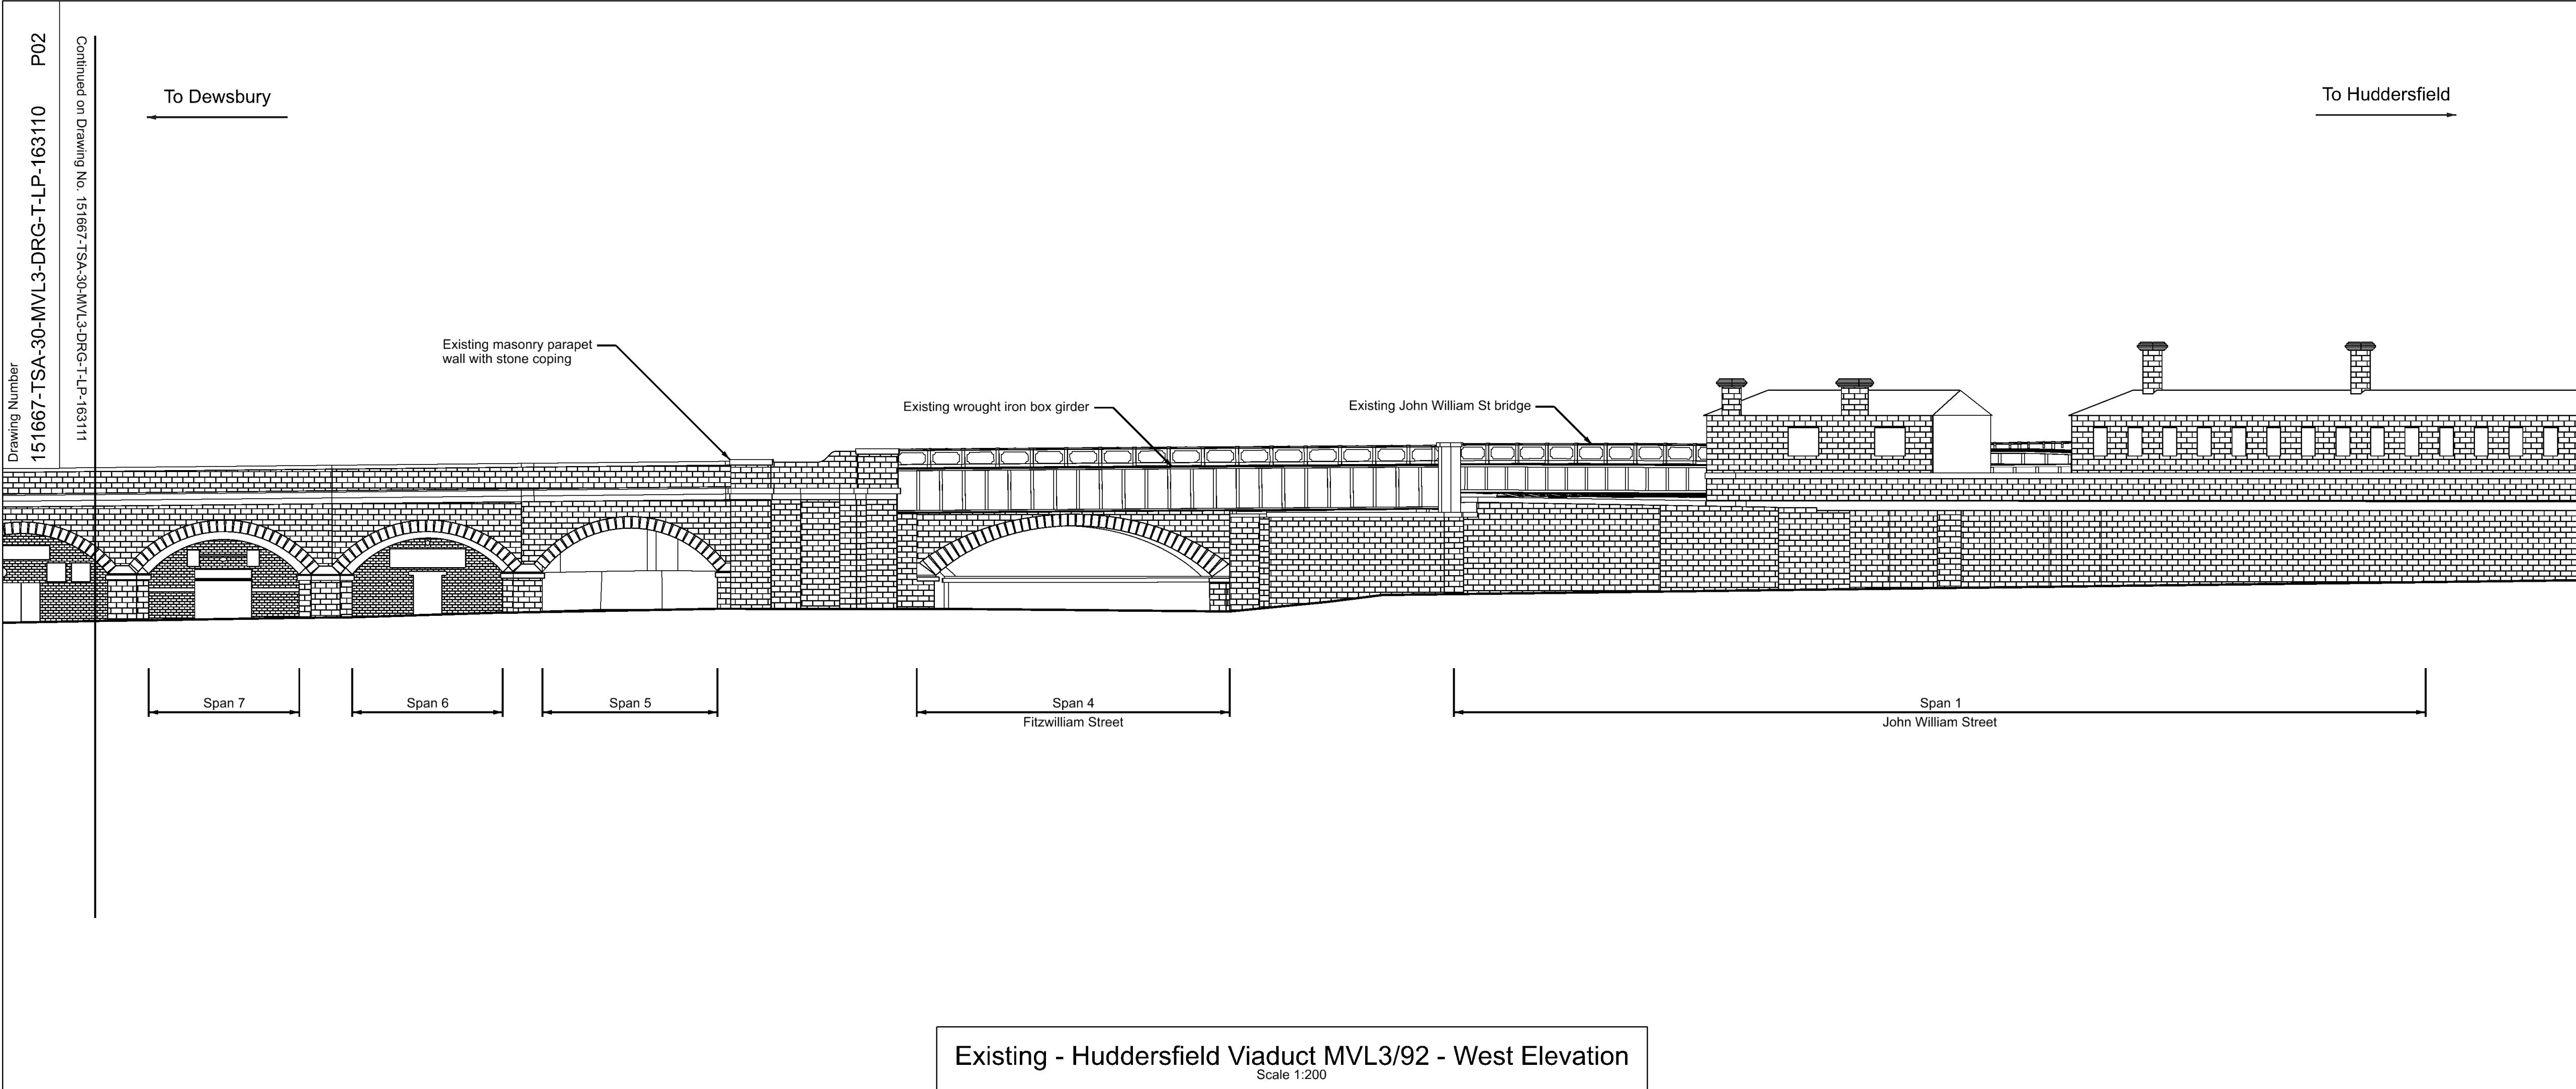 Drawing Number
151667-TSA-30-MVL3-DRG-T-LP-163110 P02
Continued on Drawing No. 151667-TSA-30-MVL3-DRG-T-LP-163111
To Dewsbury
To Huddersfield
Existing masonry parapet
wall with stone coping
Existing wrought iron box girder
Existing John William St bridge
Span 7
Span 6
Span 5
Span 4
Fitzwilliam Street
Span 1
John William Street
Existing - Huddersfield Viaduct MVL3/92 - West Elevation
Scale 1:200